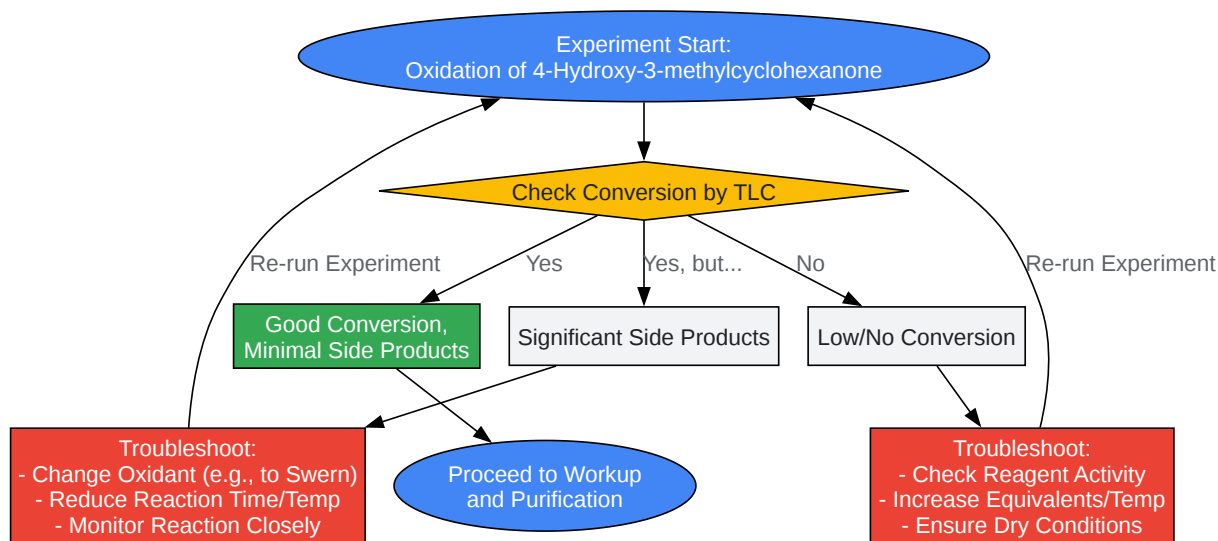 Experiment Start:
Oxidation of 4-Hydroxy-3-methylcyclohexanone
Check Conversion by TLC
Re-run Experiment
Yes
Yes, but...
No
Re-run Experiment
Good Conversion,
Minimal Side Products
Significant Side Products
Low/No Conversion
Troubleshoot:
- Change Oxidant (e.g., to Swern)
- Reduce Reaction Time/Temp
- Monitor Reaction Closely
Proceed to Workup
and Purification
Troubleshoot:
- Check Reagent Activity
- Increase Equivalents/Temp
- Ensure Dry Conditions